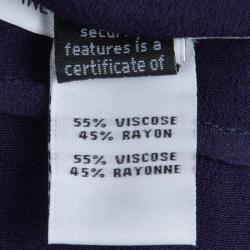 security
features is a
certificate of
55% VISCOSE
45% RAYON
55% VISCOSE
45% RAYONNE